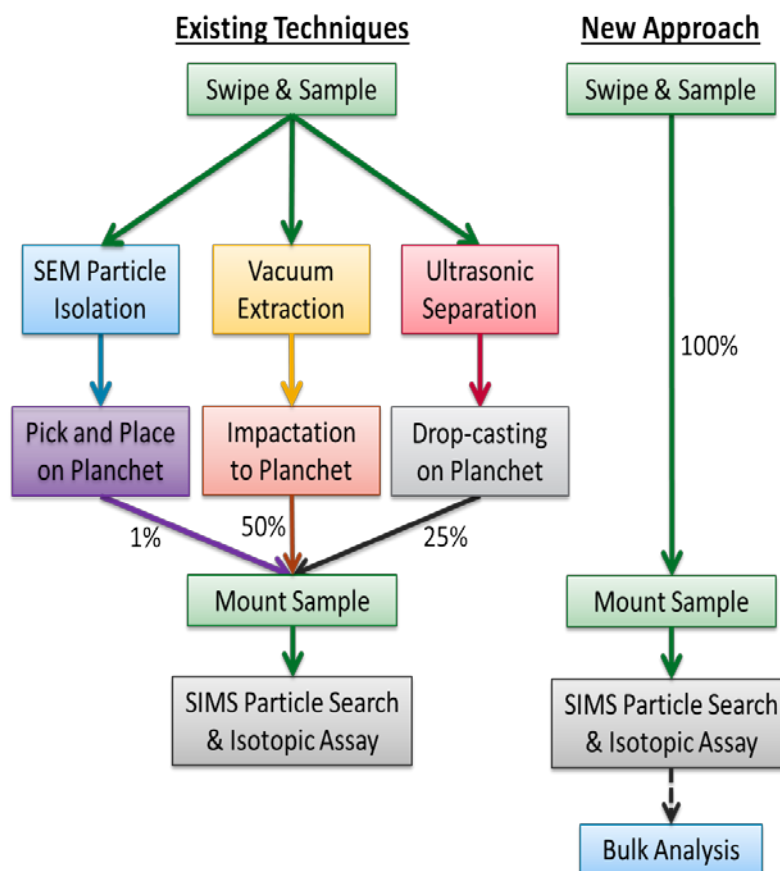 Existing Techniques
New Approach
Swipe & Sample
Swipe & Sample
SEM Particle
Isolation
Vacuum
Extraction
Ultrasonic
Separation
100%
Pick and Place
on Planchet
Impactation
to Planchet
Drop-casting
on Planchet
1%
50%
25%
Mount Sample
Mount Sample
SIMS Particle Search
& Isotopic Assay
SIMS Particle Search
& Isotopic Assay
Bulk Analysis